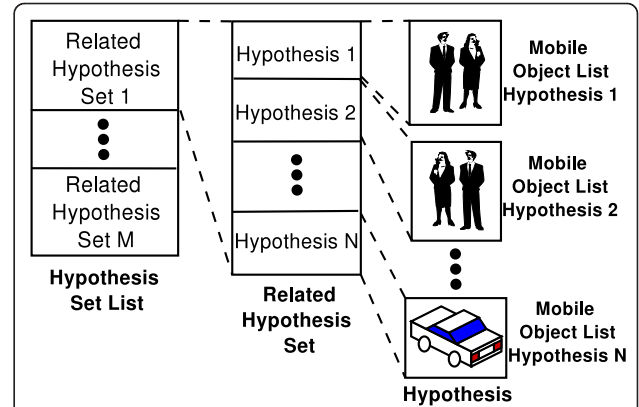 Related
Hypothesis
Set 1
Related
Hypothesis
Set M
Hypothesis
Set List
Hypothesis 1
Hypothesis 2
Hypothesis N
Related
Hypothesis
Set
Mobile
Object List
Hypothesis 1
Mobile
Object List
Hypothesis 2
Mobile
Object List
Hypothesis N
Hypothesis